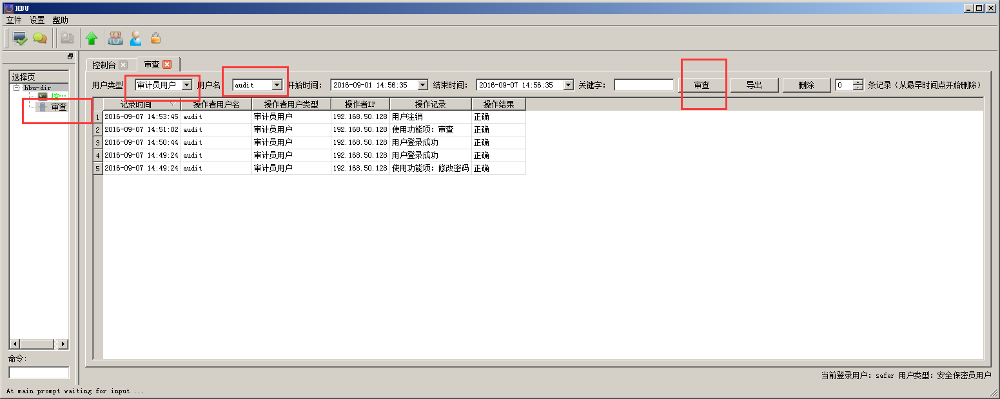 HBU
文件 设置 帮助
控制台 审查
选择页
hbu-dir
审查
用户类型 审计员用户 用户名 audit 开始时间： 2016-09-01 14:56:35 结束时间： 2016-09-07 14:56:35 关键字： 审查 导出 删除 0 条记录（从最早时间点开始删除）
记录时间 操作者用户名 操作者用户类型 操作者IP 操作记录 操作结果
1 2016-09-07 14:53:45 audit 审计员用户 192.168.50.128 用户注销 正确
2 2016-09-07 14:51:02 audit 审计员用户 192.168.50.128 使用功能项：审查 正确
3 2016-09-07 14:50:44 audit 审计员用户 192.168.50.128 用户登录成功 正确
4 2016-09-07 14:49:24 audit 审计员用户 192.168.50.128 用户登录成功 正确
5 2016-09-07 14:49:24 audit 审计员用户 192.168.50.128 使用功能项：修改密码 正确
命令：
当前登录用户：safer 用户类型：安全保密员用户
At main prompt waiting for input ...